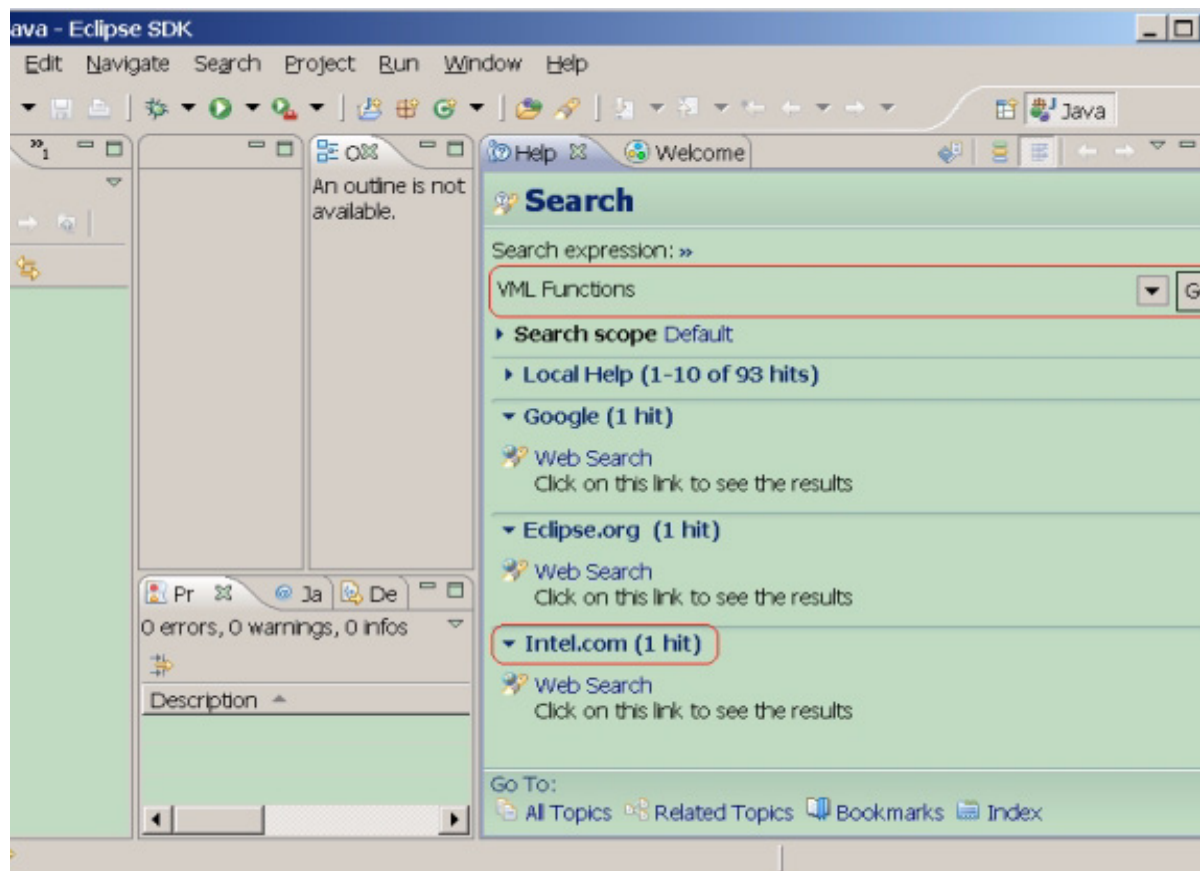 ava - Eclipse SDK
Edit Navigate Search Project Run Window Help
Java
»1
O
An outline is not
available.
Help Welcome
Search
Search expression: »
VML Functions
G
Search scope Default
Local Help (1-10 of 93 hits)
Google (1 hit)
Web Search
Click on this link to see the results
Eclipse.org (1 hit)
Web Search
Click on this link to see the results
Intel.com (1 hit)
Web Search
Click on this link to see the results
Pr Ja De
0 errors, 0 warnings, 0 infos
Description
Go To:
All Topics Related Topics Bookmarks Index